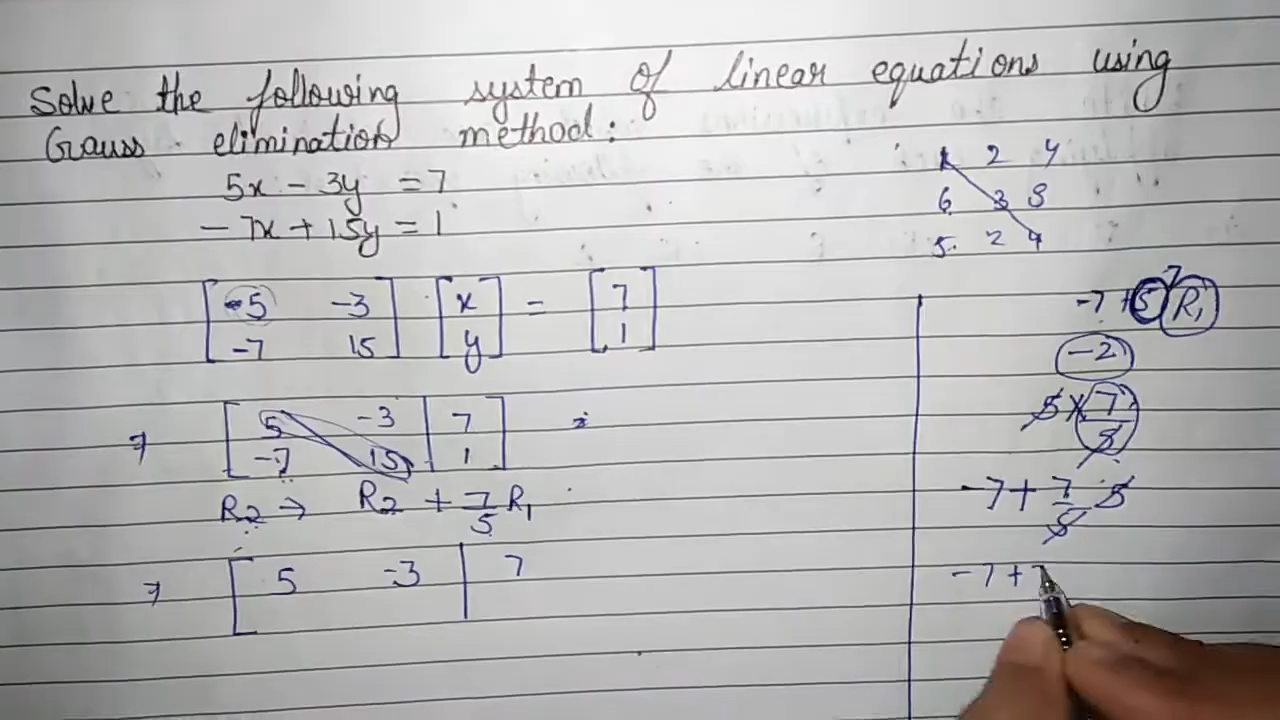 Solve the following system of linear equations using
Gauss elimination method:
5x - 3y = 7
- 7x + 15y = 1
1 2 4
6 3 8
5 2 4
5 -3 x = 7
-7 15 y 1
5 -3 7
-7 15 1
R2 → R2 + 7/5 R1
5 -3 7
-7 + 5 R1
-2
5 x 7/5
-7 + 7/5 5
-7 +